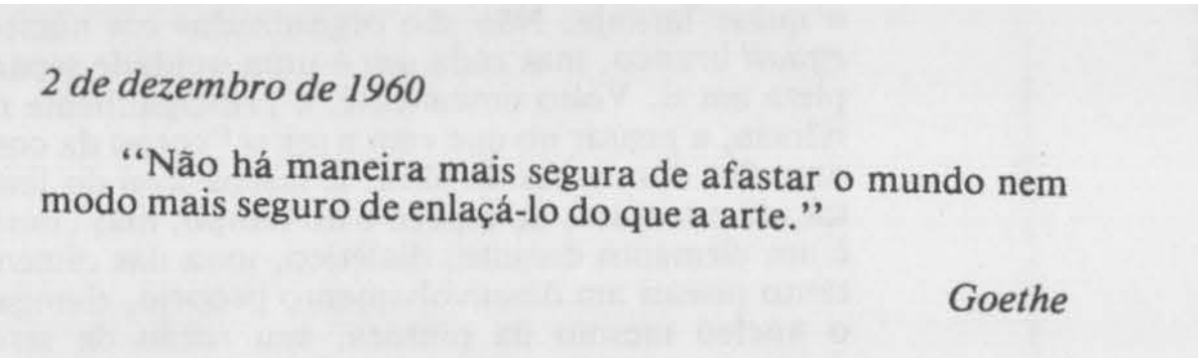 2 de dezembro de 1960
“Não há maneira mais segura de afastar o mundo nem
modo mais seguro de enlaçá-lo do que a arte.”
Goethe